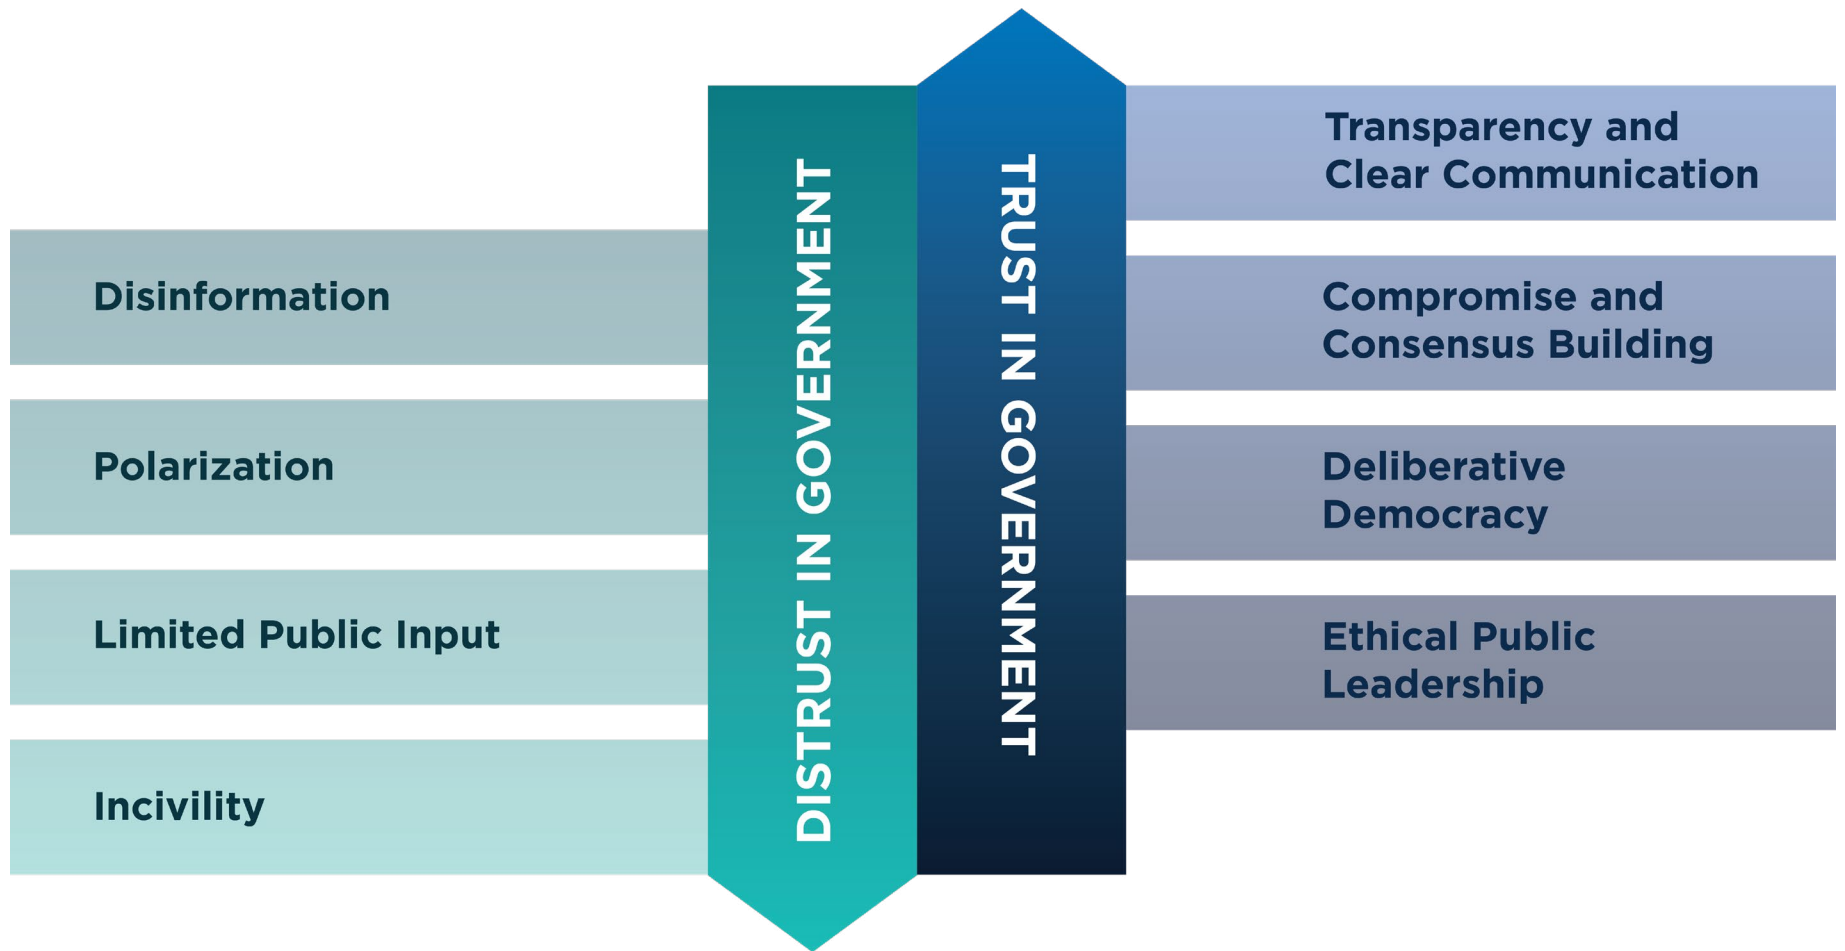 Disinformation
Polarization
Limited Public Input
Incivility
DISTRUST IN GOVERNMENT
TRUST IN GOVERNMENT
Transparency and
Clear Communication
Compromise and
Consensus Building
Deliberative
Democracy
Ethical Public
Leadership